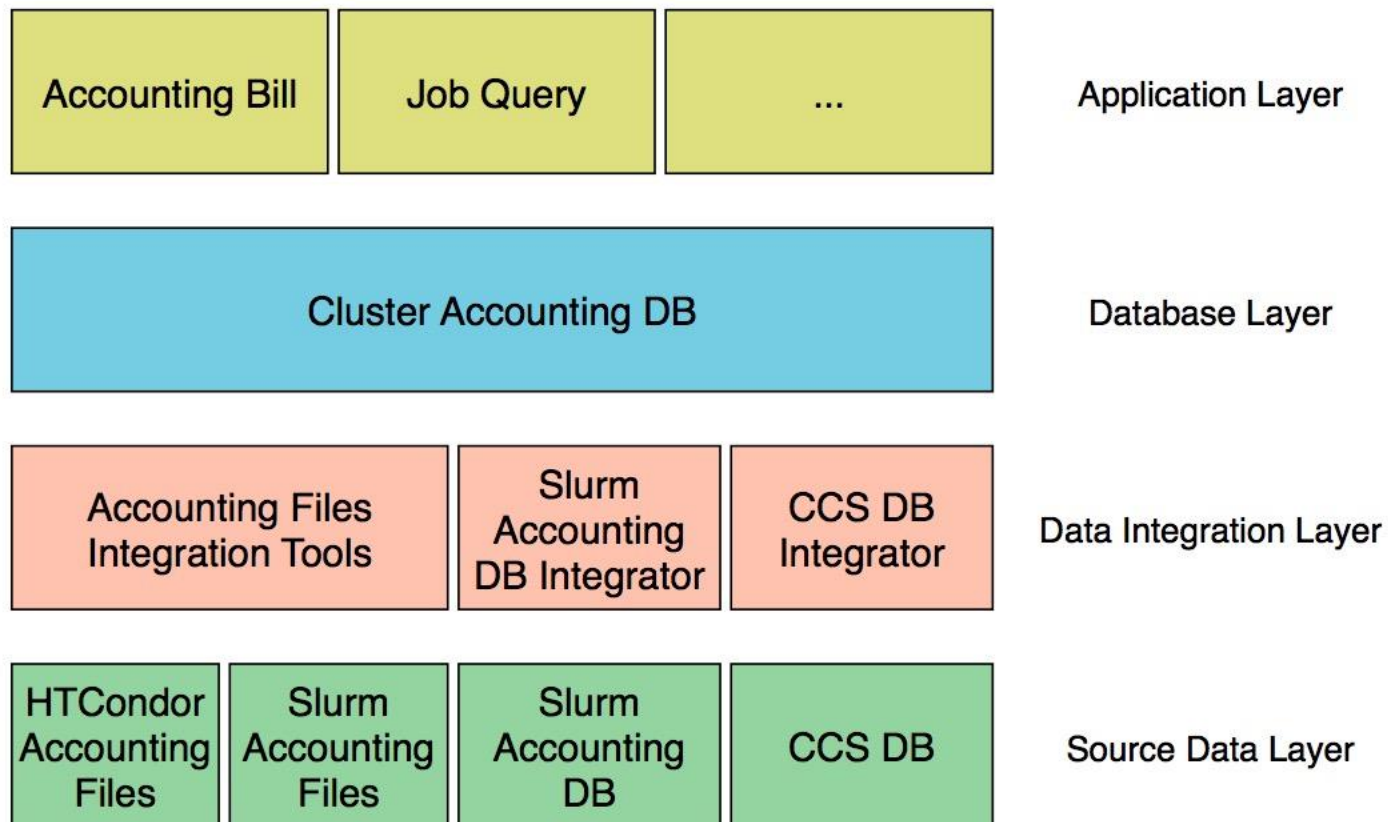 Accounting Bill
Job Query
...
Application Layer
Cluster Accounting DB
Database Layer
Accounting Files
Integration Tools
Slurm
Accounting
DB Integrator
CCS DB
Integrator
Data Integration Layer
HTCondor
Accounting
Files
Slurm
Accounting
Files
Slurm
Accounting
DB
CCS DB
Source Data Layer